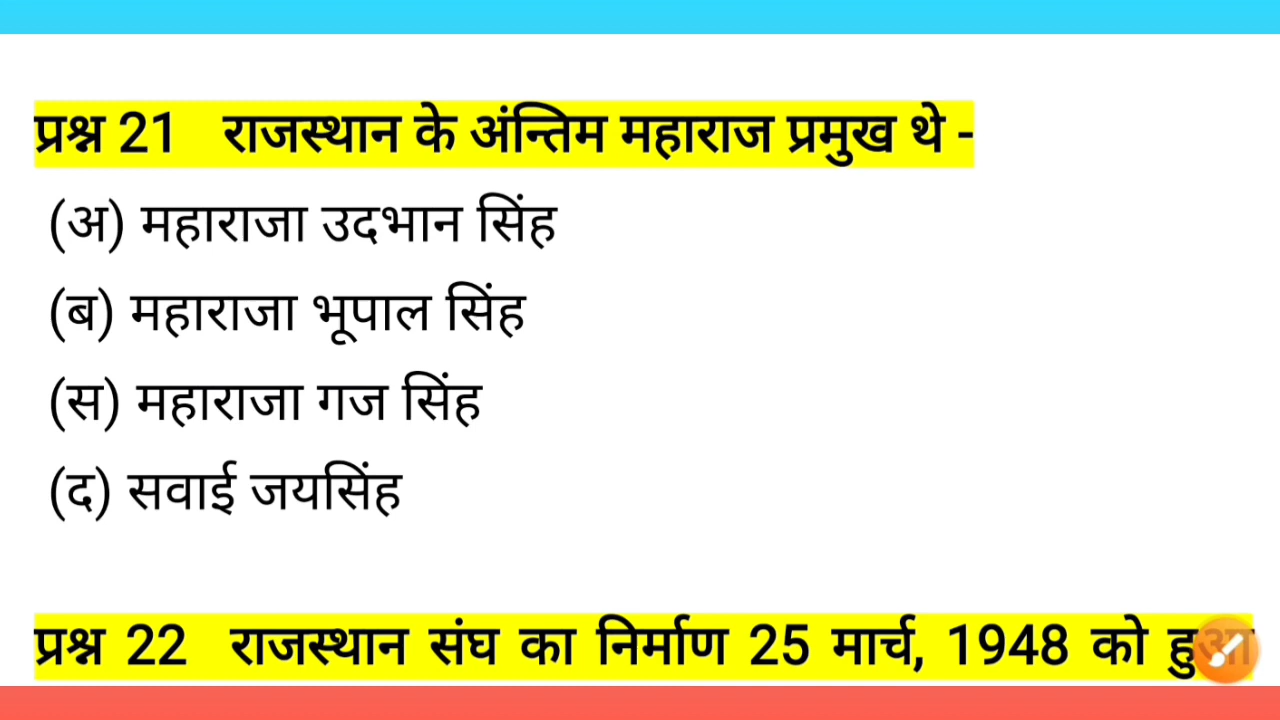 प्रश्न 21 राजस्थान के अंन्तिम महाराज प्रमुख थे -
(अ) महाराजा उदभान सिंह
(ब) महाराजा भूपाल सिंह
(स) महाराजा गज सिंह
(द) सवाई जयसिंह
प्रश्न 22 राजस्थान संघ का निर्माण 25 मार्च, 1948 को हुआ